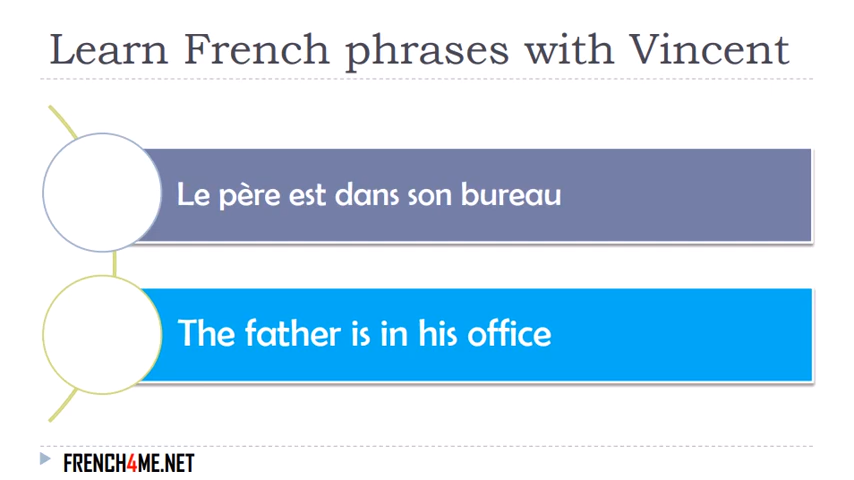 Learn French phrases with Vincent
Le père est dans son bureau
The father is in his office
FRENCH4ME.NET